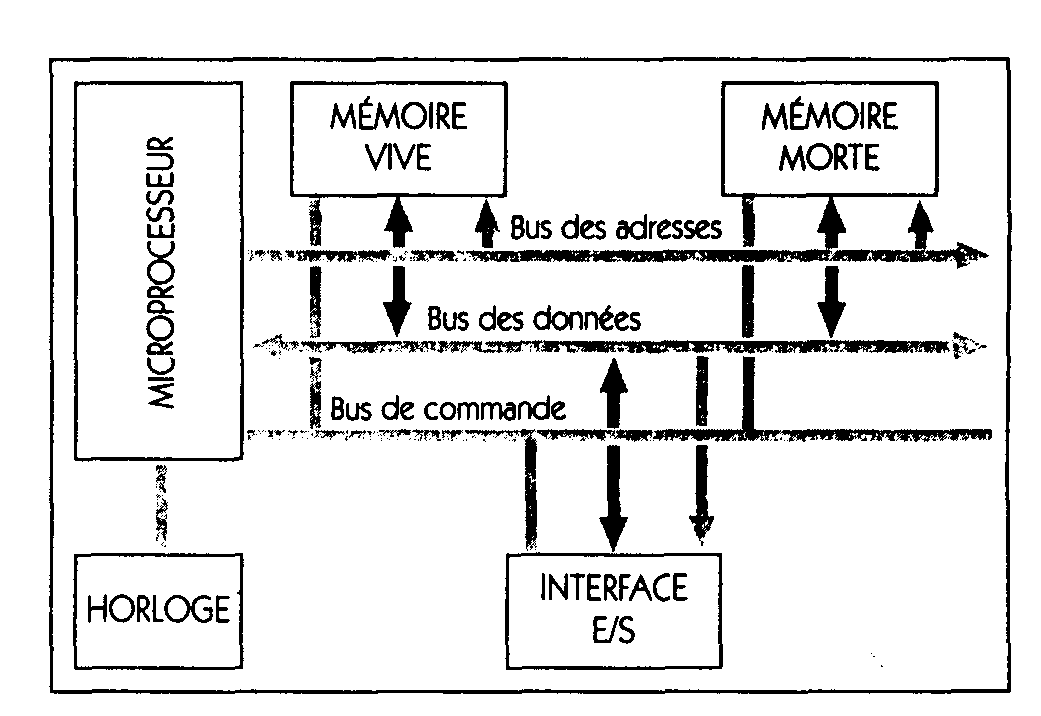 MICROPROCESSEUR
MÉMOIRE
VIVE
MÉMOIRE
MORTE
Bus des adresses
Bus des données
Bus de commande
HORLOGE
INTERFACE
E/S